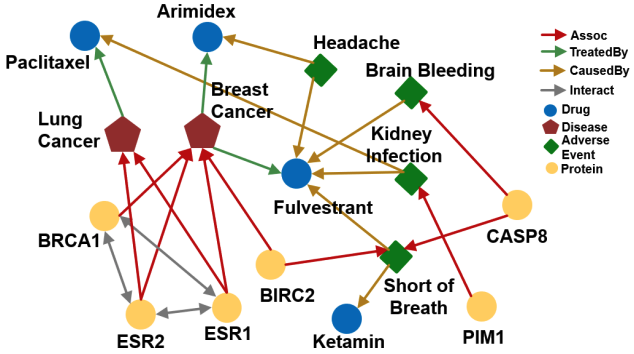 Arimidex
Paclitaxel
Headache
Brain Bleeding
Breast
Cancer
Lung
Cancer
Kidney
Infection
Fulvestrant
BRCA1
CASP8
BIRC2
Short of
Breath
ESR2
ESR1
Ketamin
PIM1
Assoc
TreatedBy
CausedBy
Interact
Drug
Disease
Adverse
Event
Protein